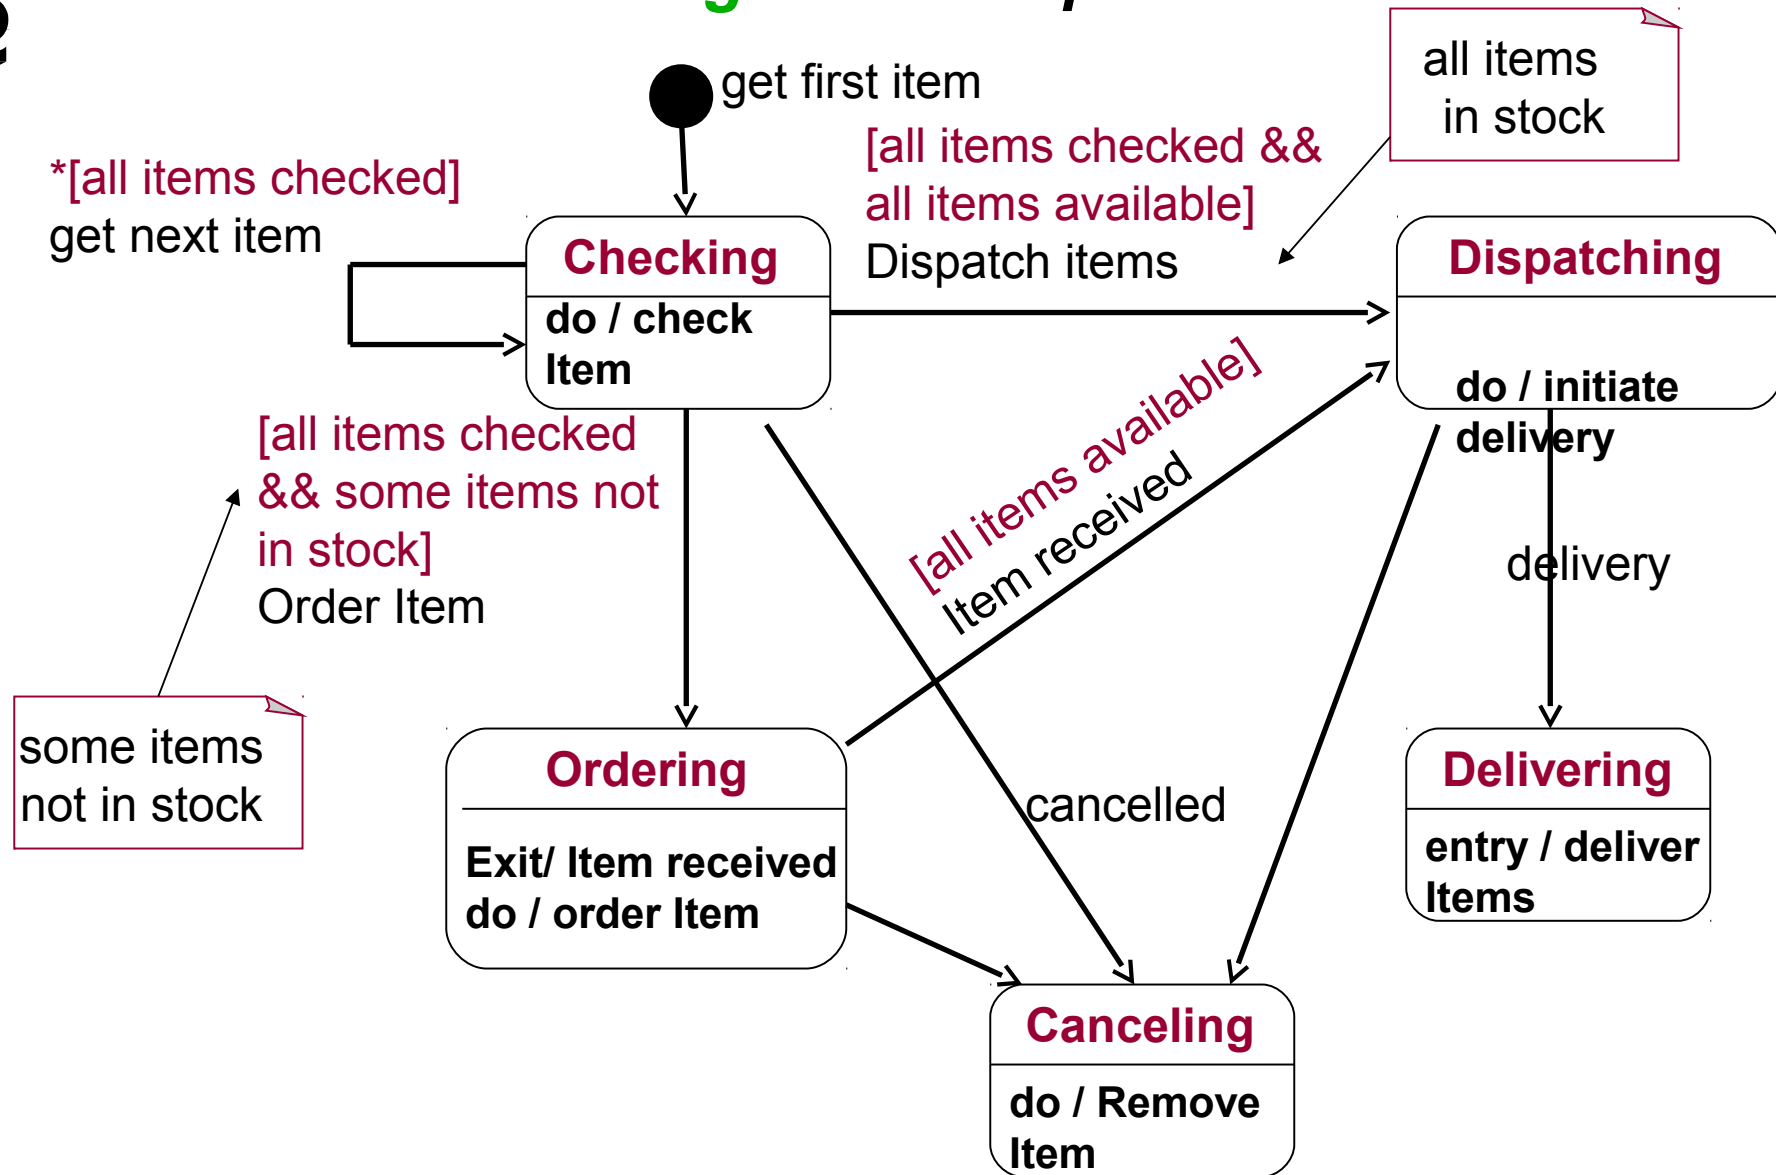 get first item
all items
in stock
*[all items checked]
get next item
[all items checked &&
all items available]
Dispatch items
Checking
do / check
Item
Dispatching
do / initiate
delivery
[all items checked
&& some items not
in stock]
Order Item
[all items available]
Item received
delivery
some items
not in stock
Ordering
Exit/ Item received
do / order Item
cancelled
Delivering
entry / deliver
Items
Canceling
do / Remove
Item